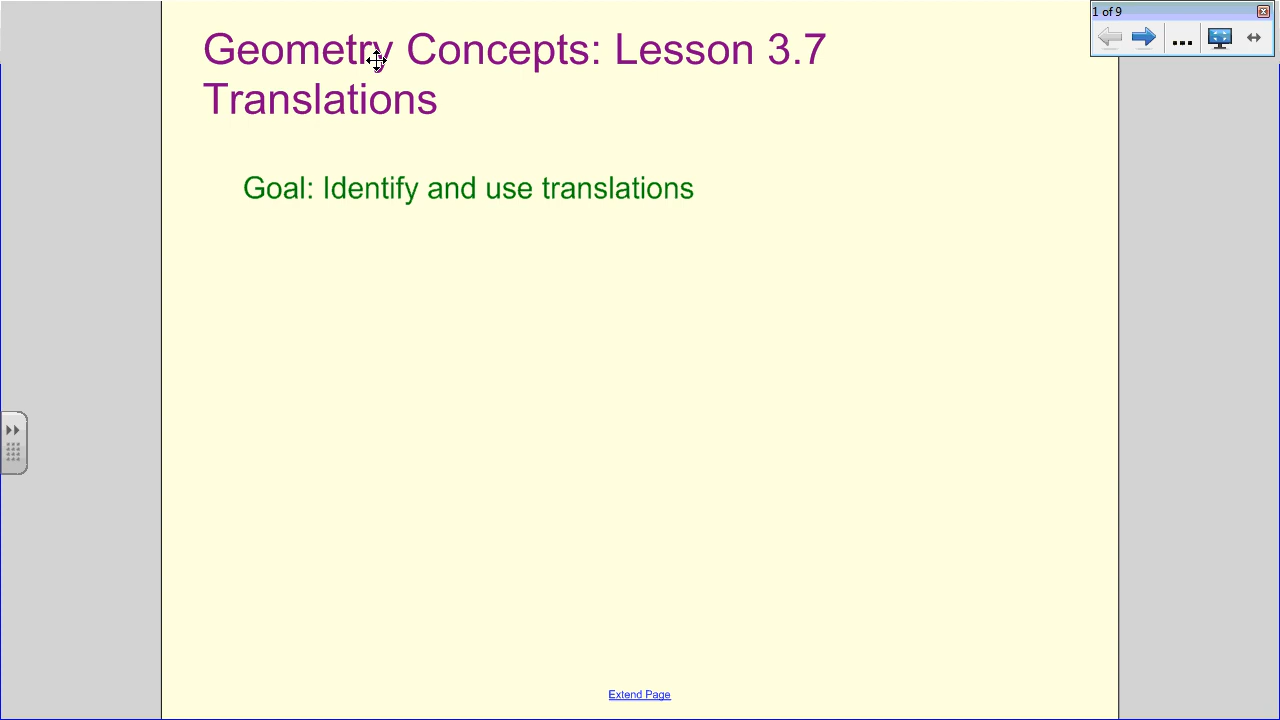 1 of 9
Geometry Concepts: Lesson 3.7
Translations
Goal: Identify and use translations
Extend Page